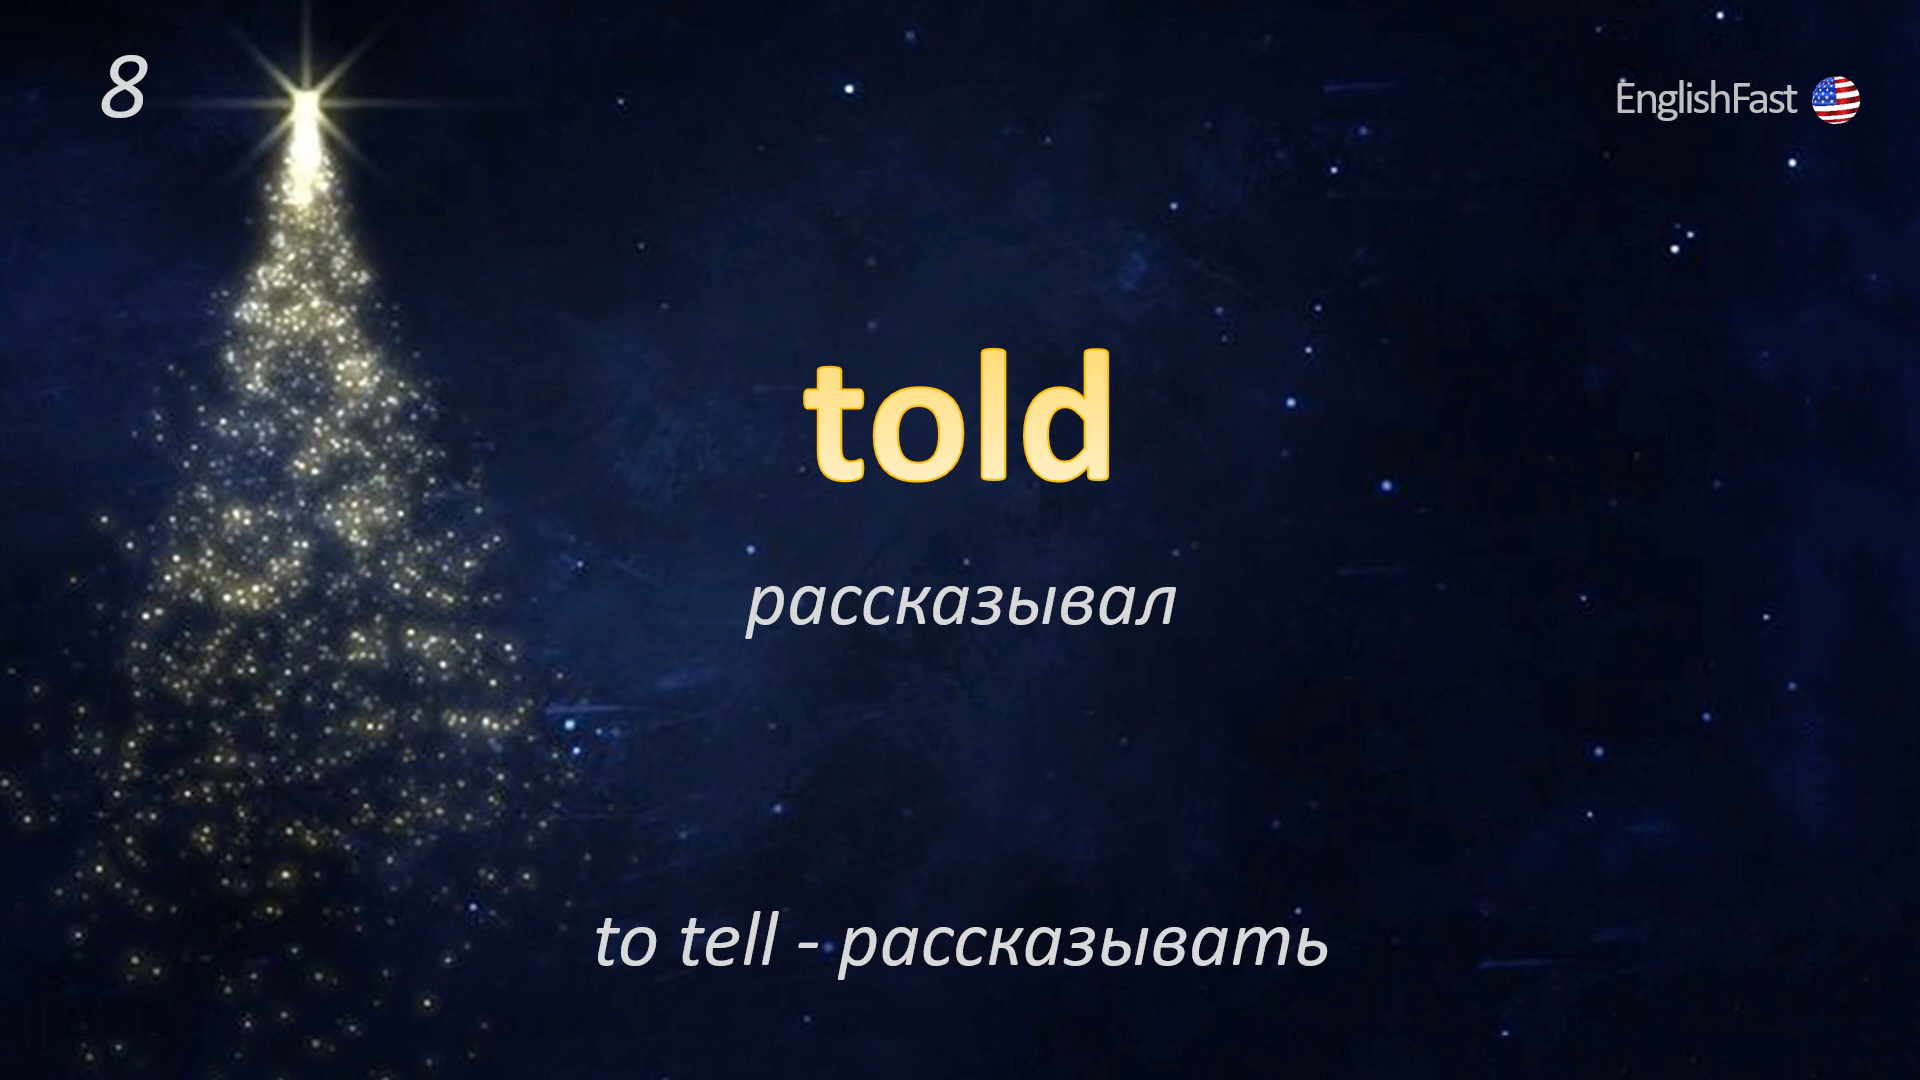 8
EnglishFast
told
рассказывал
to tell - рассказывать